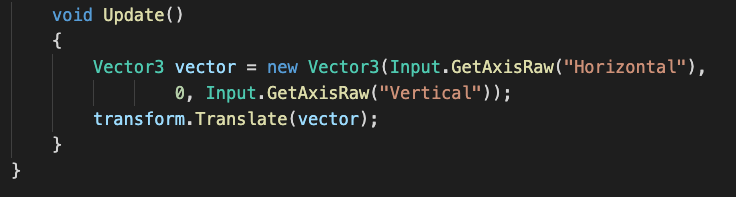 void Update()
{
Vector3 vector = new Vector3(Input.GetAxisRaw("Horizontal"),
0, Input.GetAxisRaw("Vertical"));
transform.Translate(vector);
}
}